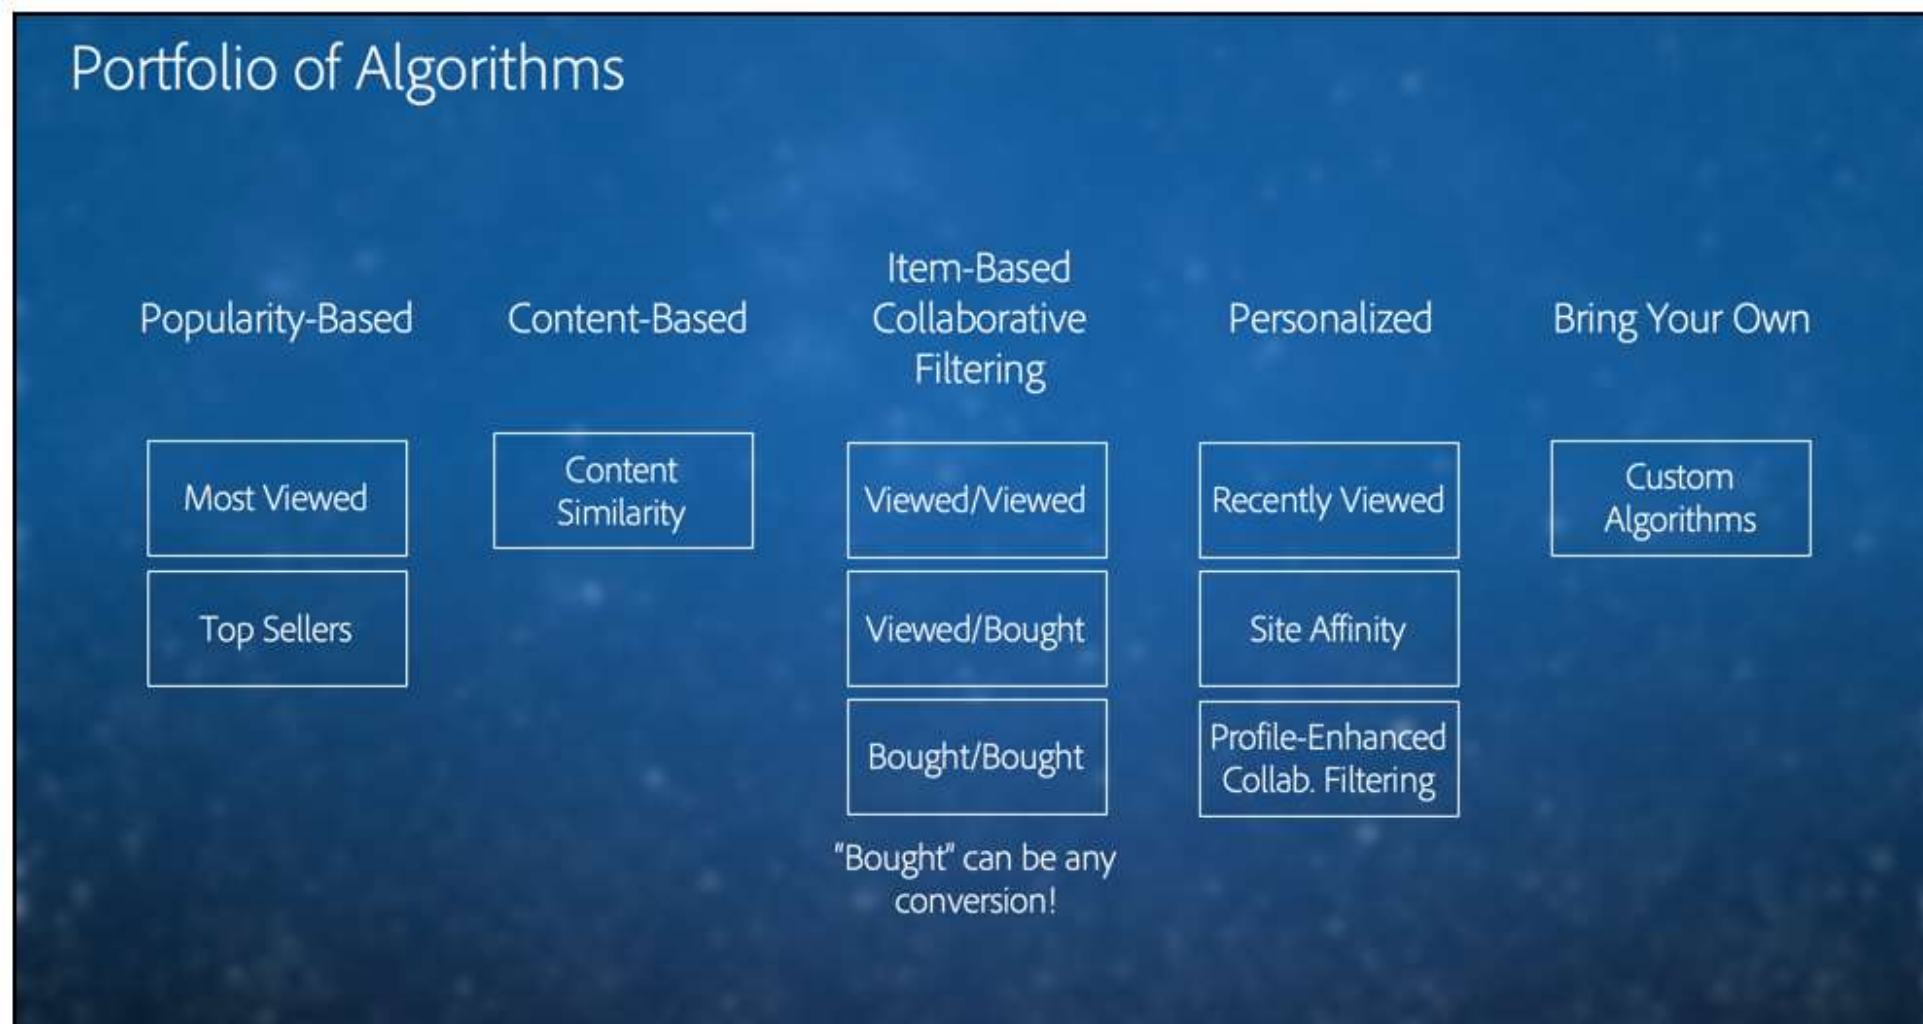 Portfolio of Algorithms
Popularity-Based
Most Viewed
Top Sellers
Content-Based
Content
Similarity
Item-Based
Collaborative
Filtering
Viewed/Viewed
Viewed/Bought
Bought/Bought
"Bought" can be any
conversion!
Personalized
Recently Viewed
Site Affinity
Profile-Enhanced
Collab. Filtering
Bring Your Own
Custom
Algorithms